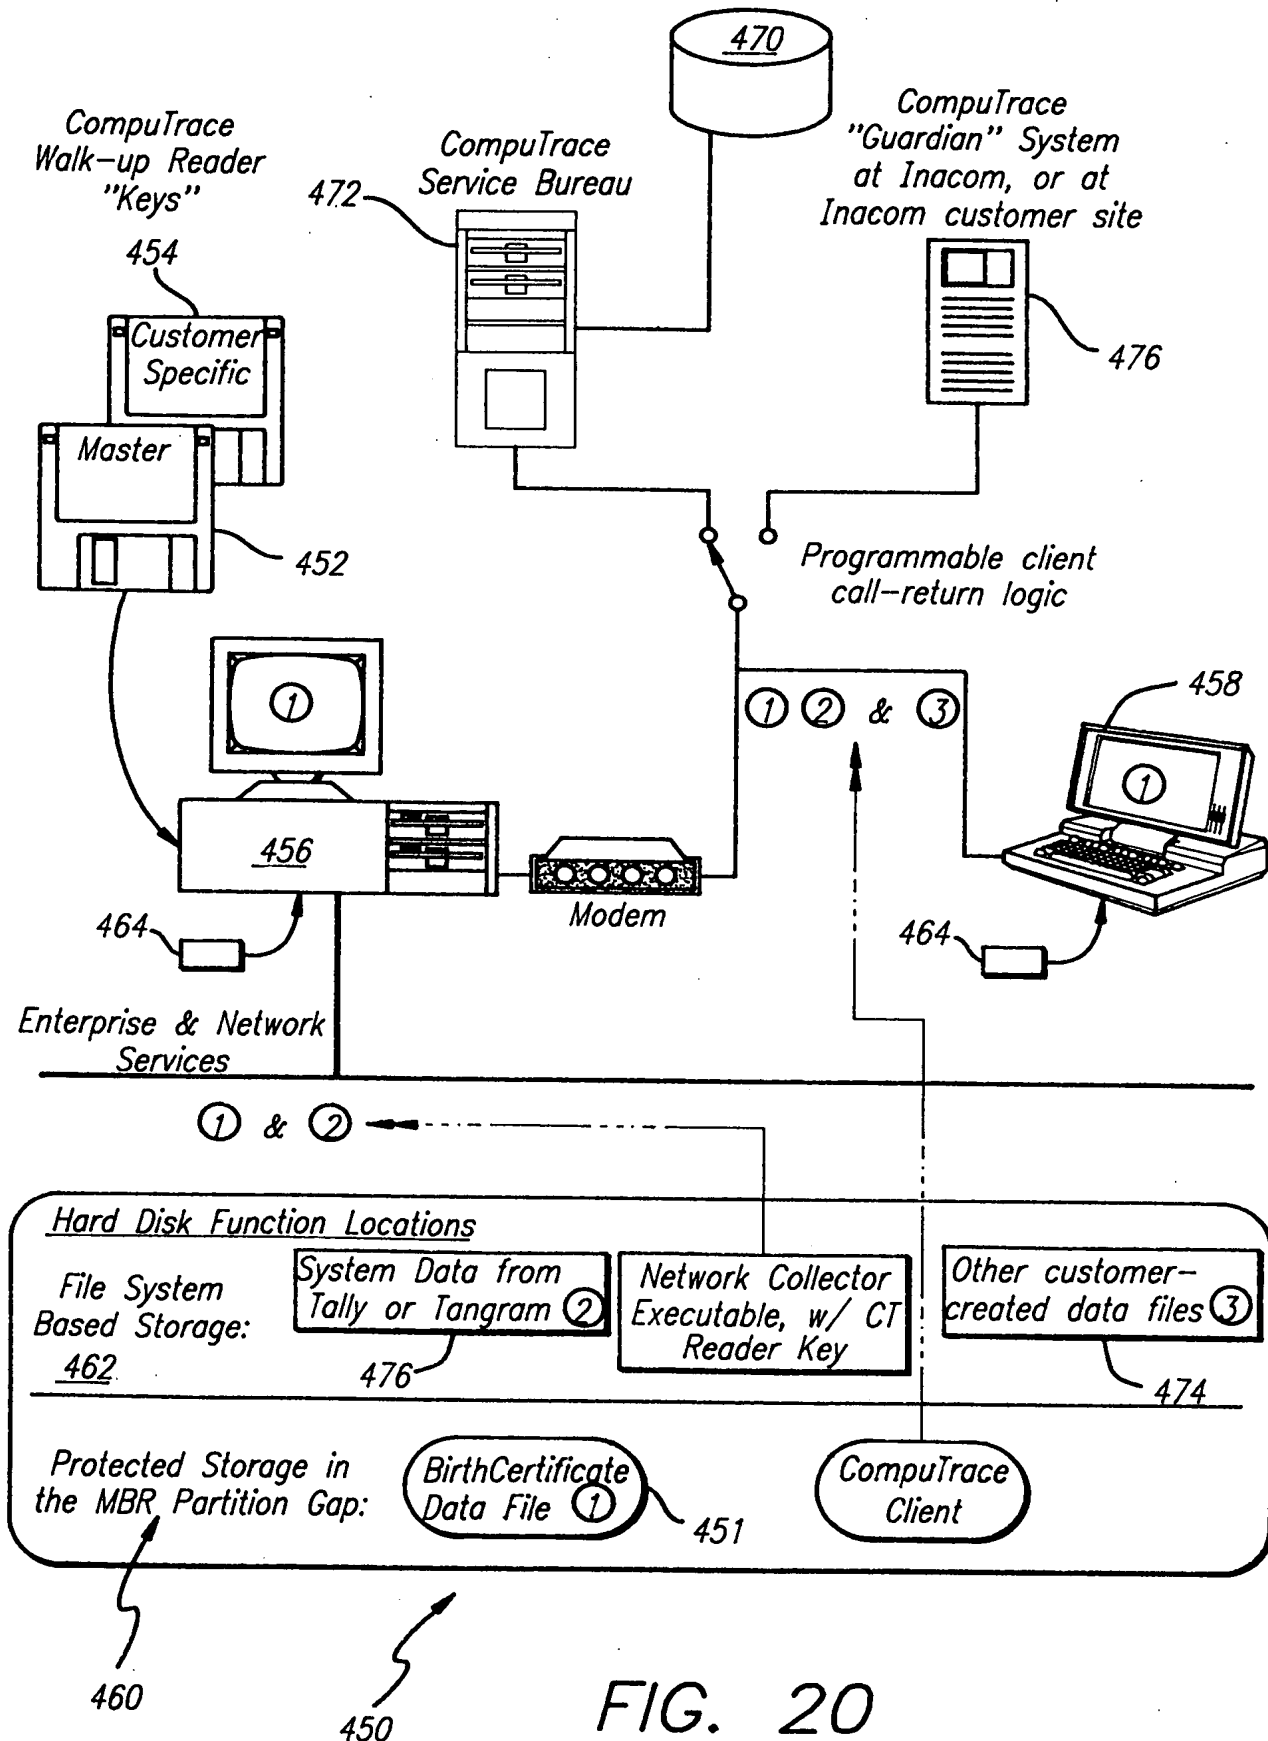 470
CompuTrace
Walk-up Reader
"Keys"
454
CompuTrace
Service Bureau
472
CompuTrace
"Guardian" System
at Inacom, or at
Inacom customer site
476
Customer
Specific
Master
452
Programmable client
call-return logic
1
1 2 & 3
458
1
456
Modem
464
464
Enterprise & Network
Services
1 & 2
Hard Disk Function Locations
File System
Based Storage:
462
System Data from
Tally or Tangram 2
476
Network Collector
Executable, w/ CT
Reader Key
Other customer-
created data files 3
474
Protected Storage in
the MBR Partition Gap:
BirthCertificate
Data File 1
451
CompuTrace
Client
460
450
FIG. 20